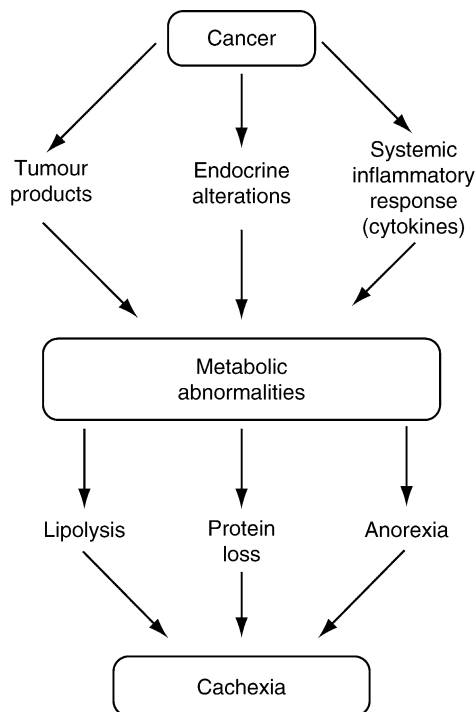 Cancer
Tumour
products
Endocrine
alterations
Systemic
inflammatory
response
(cytokines)
Metabolic
abnormalities
Lipolysis
Protein
loss
Anorexia
Cachexia